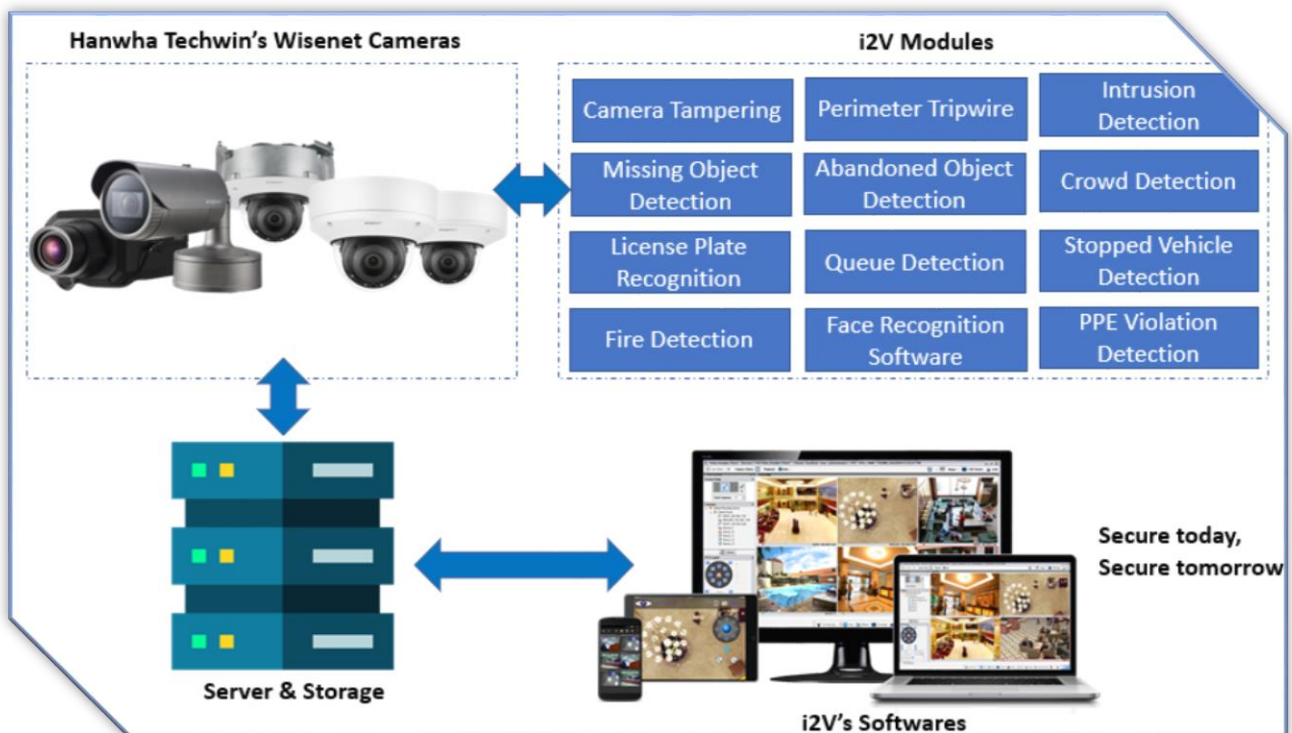 Hanwha Techwin's Wisenet Cameras
i2V Modules
Camera Tampering
Perimeter Tripwire
Intrusion
Detection
Missing Object
Detection
Abandoned Object
Detection
Crowd Detection
License Plate
Recognition
Queue Detection
Stopped Vehicle
Detection
Fire Detection
Face Recognition
Software
PPE Violation
Detection
Secure today,
Secure tomorrow
Server & Storage
i2V's Softwares